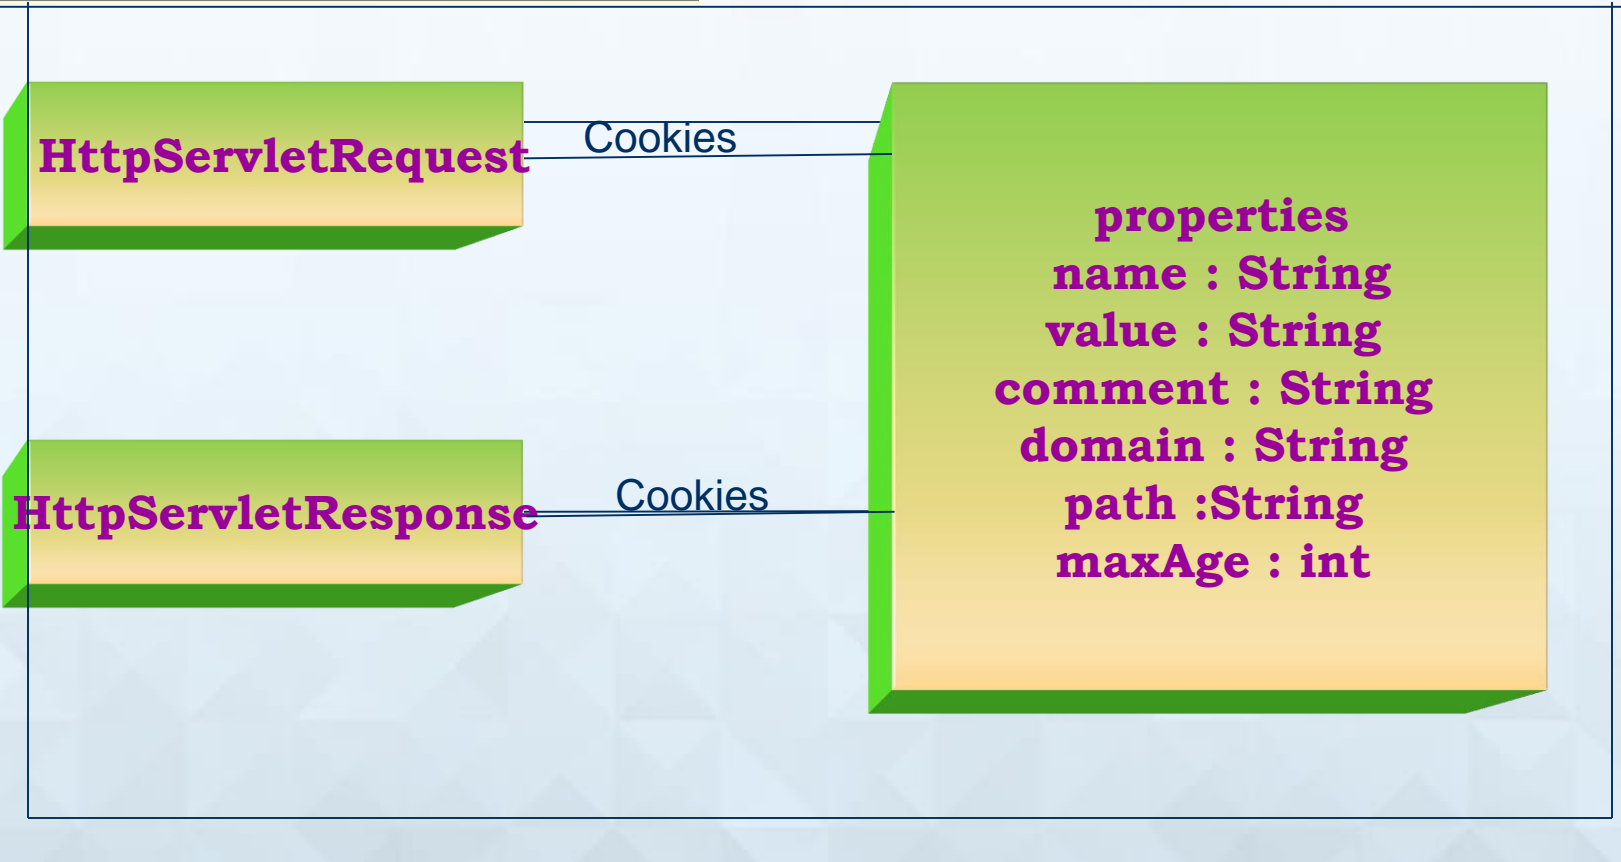 HttpServletRequest
Cookies
properties
name : String
value : String
comment : String
domain : String
path :String
maxAge : int
HttpServletResponse
Cookies